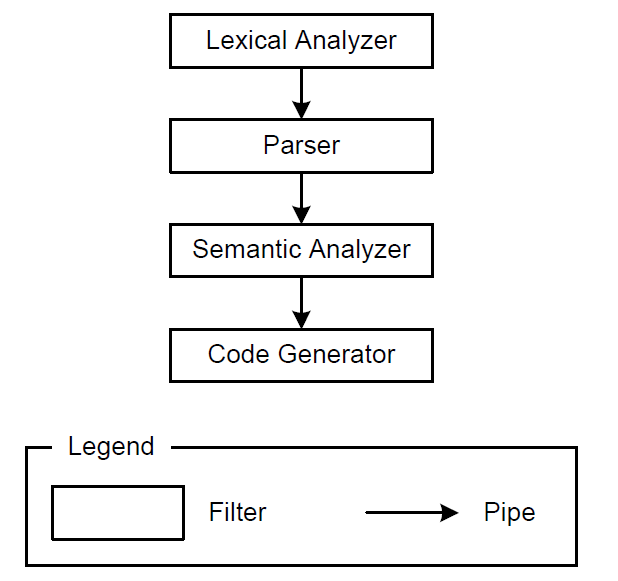 Lexical Analyzer
Parser
Semantic Analyzer
Code Generator
Legend
Filter
Pipe